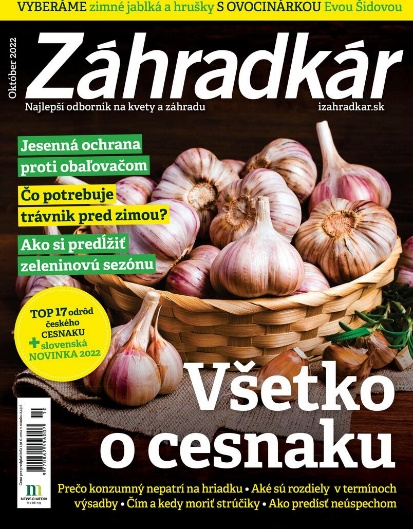 VYBERÁME zimné jablká a hrušky S OVOCINÁRKOU Evou Šidovou
Október 2022
Záhradkár
Najlepší odborník na kvety a záhradu
izahradkar.sk
Jesenná ochrana
proti obaľovačom
Čo potrebuje
trávnik pred zimou?
Ako si predĺžiť
zeleninovú sezónu
TOP 17 odrôd
českého
CESNAKU
+ slovenská
NOVINKA 2022
Všetko
o cesnaku
Prečo konzumný nepatrí na hriadku • Aké sú rozdiely v termínoch
výsadby • Čím a kedy moriť strúčiky • Ako predísť neúspechom